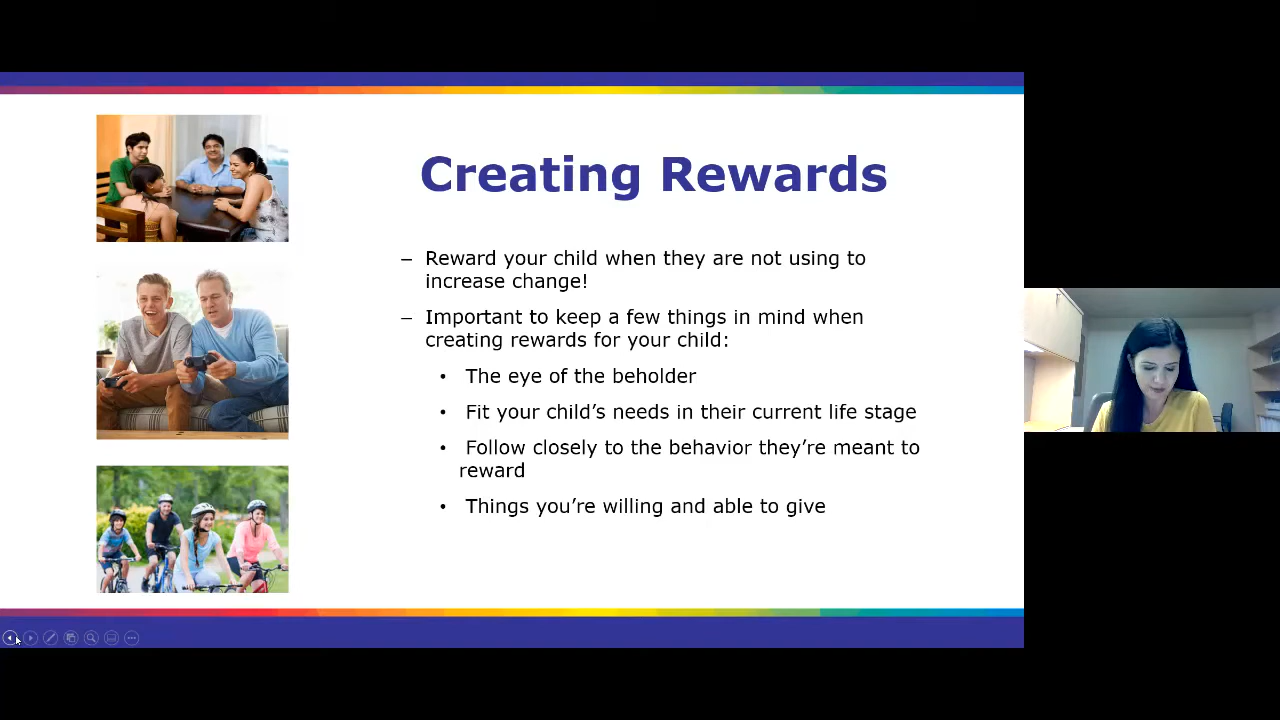 Creating Rewards
– Reward your child when they are not using to
increase change!
– Important to keep a few things in mind when
creating rewards for your child:
• The eye of the beholder
• Fit your child’s needs in their current life stage
• Follow closely to the behavior they’re meant to
reward
• Things you’re willing and able to give